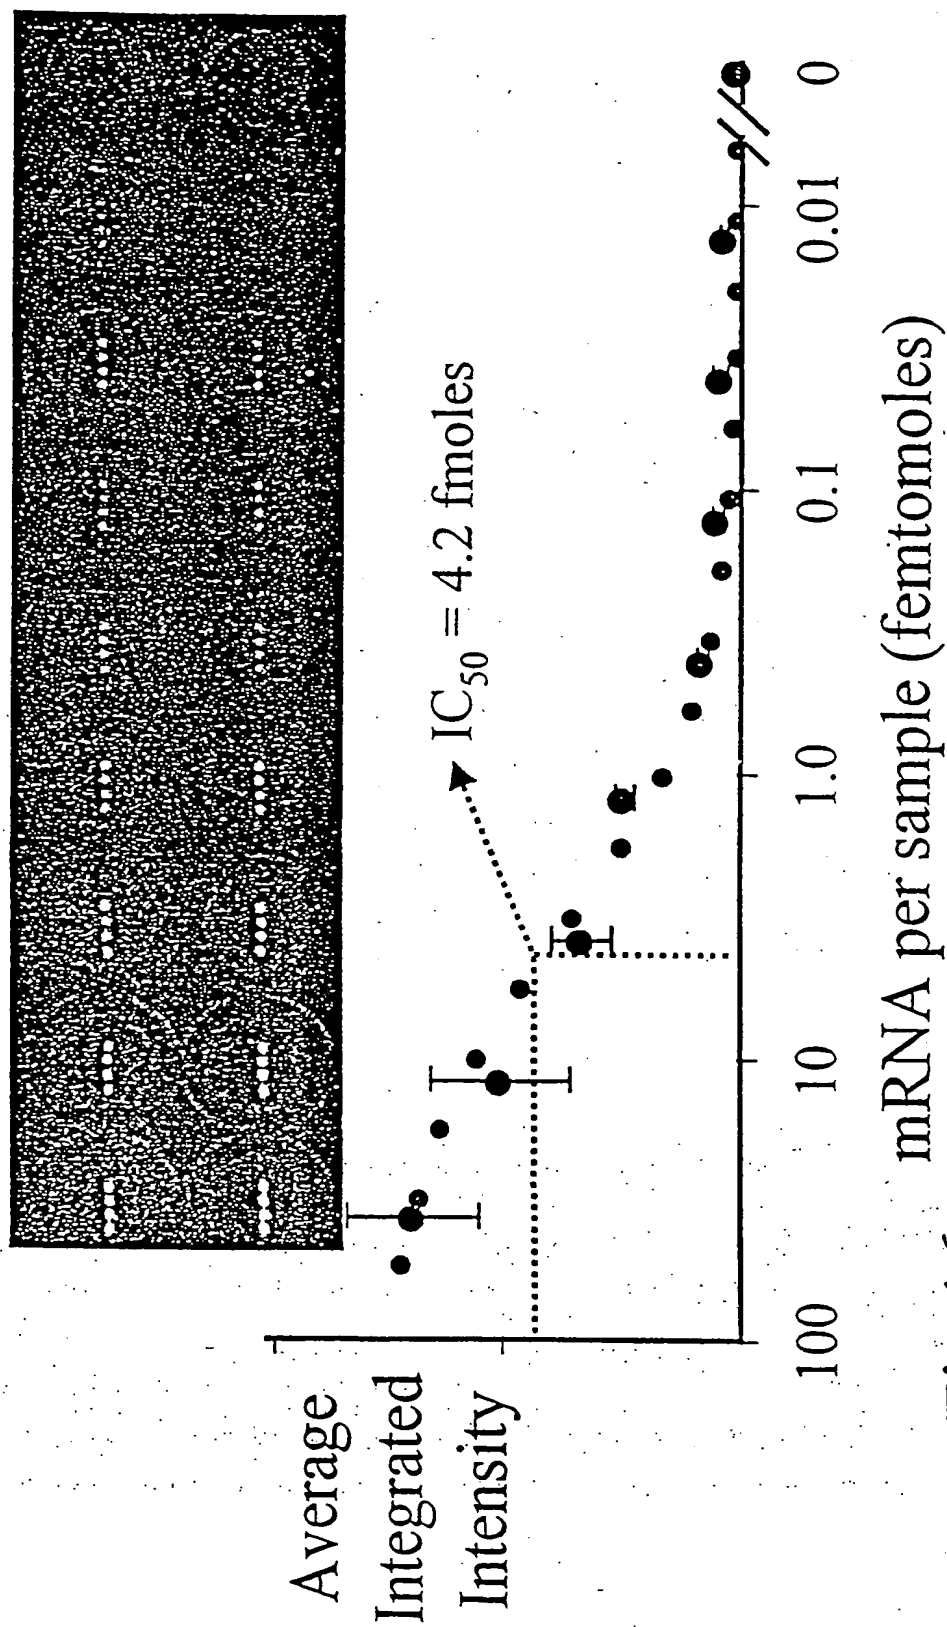 Average
Integrated
Intensity
IC50 = 4.2 fmoles
100
10
1.0
0.1
0.01
0
mRNA per sample (femtomoles)